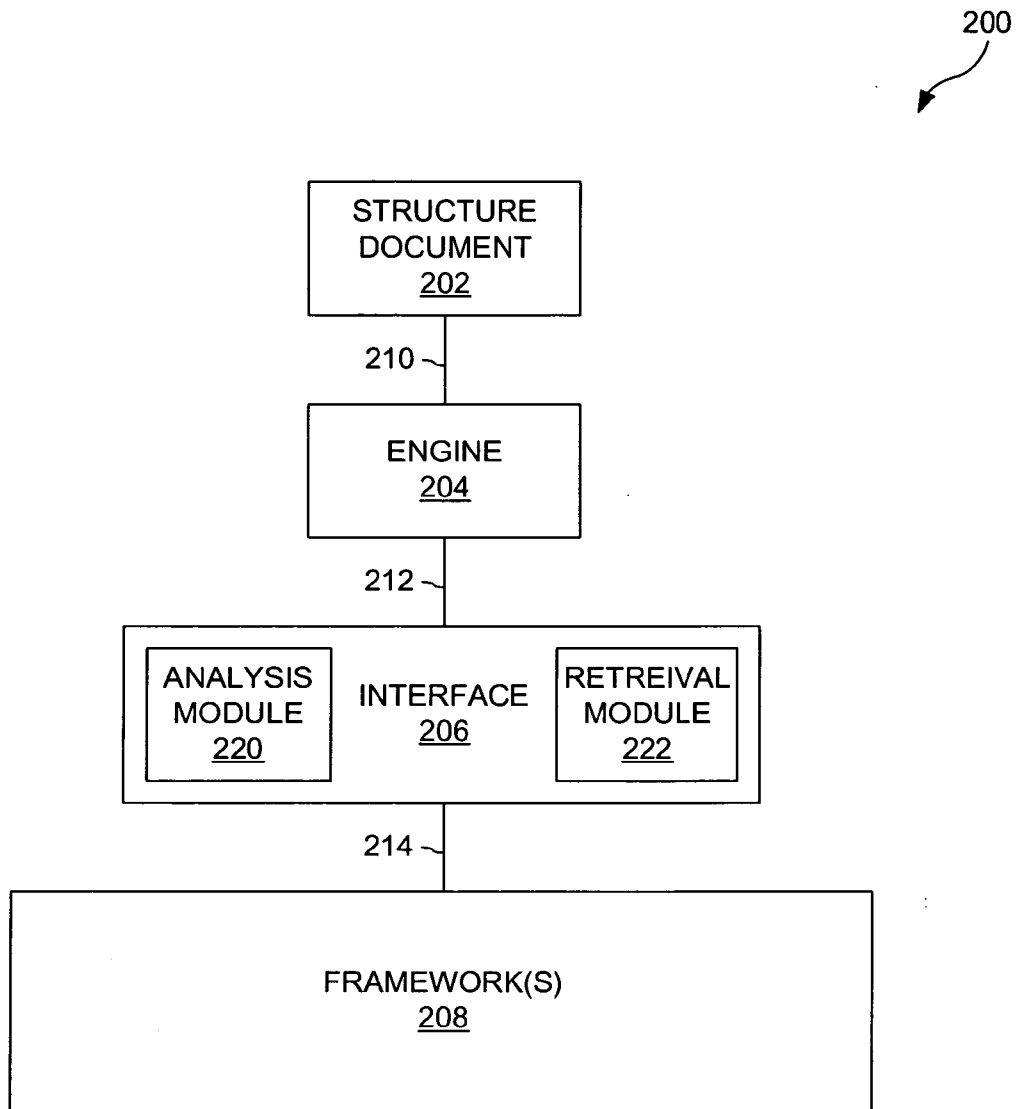 200
STRUCTURE
DOCUMENT
202
210
ENGINE
204
212
ANALYSIS
MODULE
220
INTERFACE
206
RETREIVAL
MODULE
222
214
FRAMEWORK(S)
208